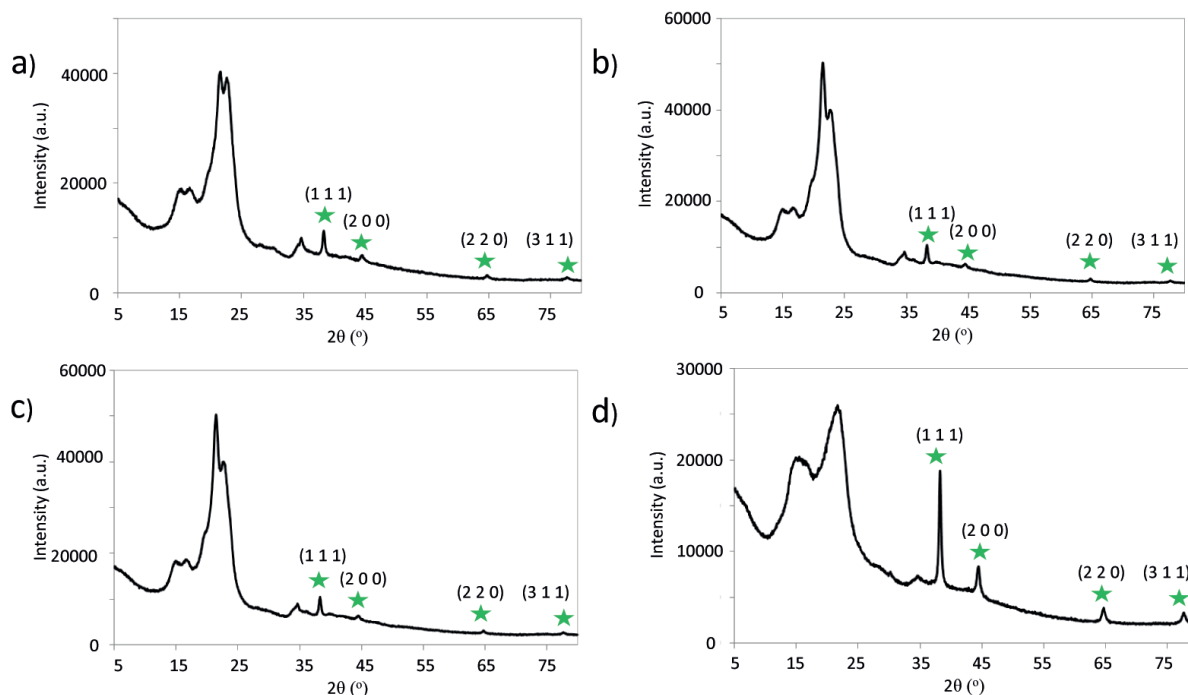 a)
Intensity (a.u.)
40000
20000
0
(1 1 1)
(2 0 0)
(2 2 0)
(3 1 1)
5 15 25 35 45 55 65 75
2θ (°)
b)
Intensity (a.u.)
60000
40000
20000
0
(1 1 1)
(2 0 0)
(2 2 0)
(3 1 1)
5 25 45 65
15 35 55 75
2θ (°)
c)
Intensity (a.u.)
60000
40000
20000
0
(1 1 1)
(2 0 0)
(2 2 0)
(3 1 1)
5 15 25 35 45 55 65 75
2θ (°)
d)
Intensity (a.u.)
30000
20000
10000
0
(1 1 1)
(2 0 0)
(2 2 0)
(3 1 1)
5 15 25 35 45 55 65 75
2θ (°)